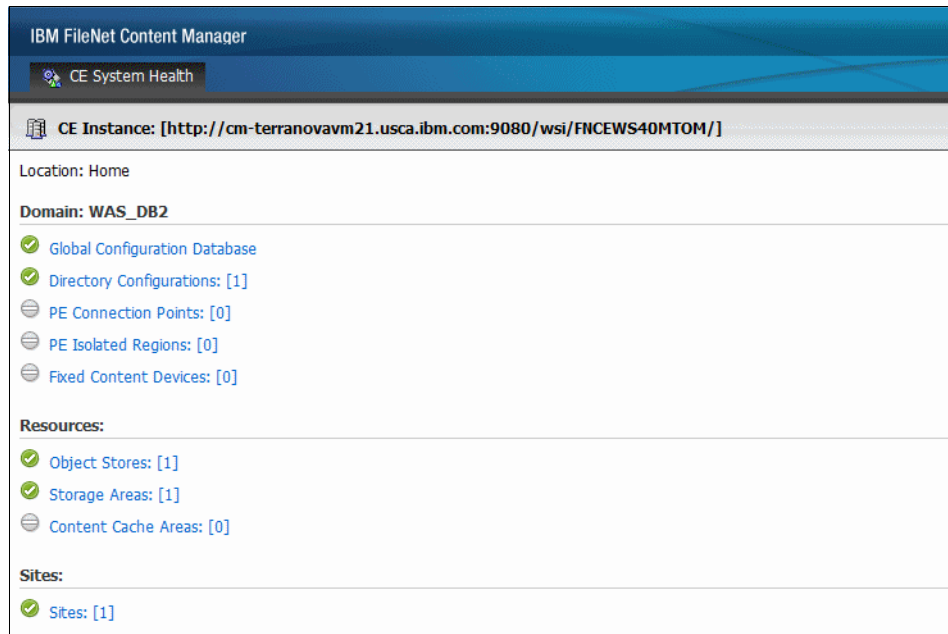 IBM FileNet Content Manager
CE System Health
CE Instance: [http://cm-terranovavm21.usca.ibm.com:9080/wsi/FNCEWS40MTOM/]
Location: Home
Domain: WAS_DB2
Global Configuration Database
Directory Configurations: [1]
PE Connection Points: [0]
PE Isolated Regions: [0]
Fixed Content Devices: [0]
Resources:
Object Stores: [1]
Storage Areas: [1]
Content Cache Areas: [0]
Sites:
Sites: [1]